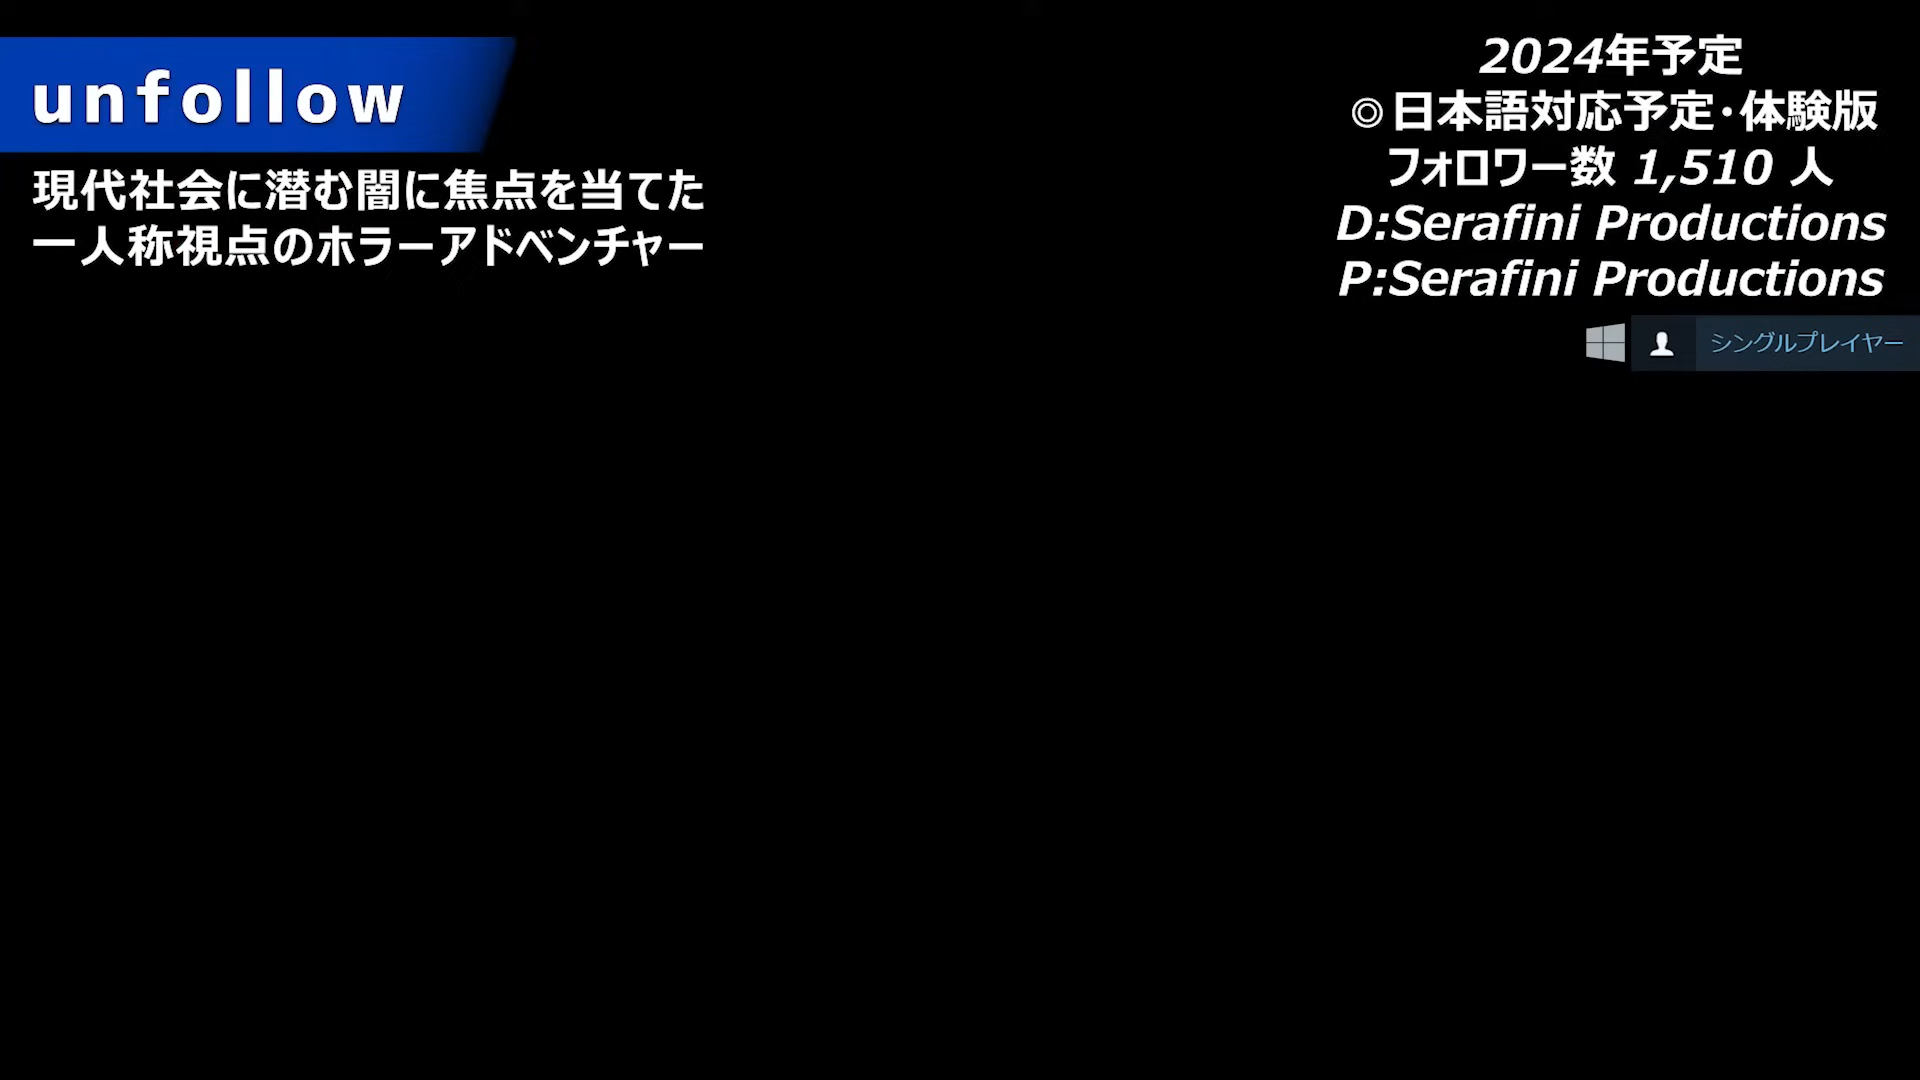 unfollow
現代社会に潜む闇に焦点を当てた
一人称視点のホラーアドベンチャー
2024年予定
◎日本語対応予定・体験版
フォロワー数 1,510 人
D:Serafini Productions
P:Serafini Productions
シングルプレイヤー